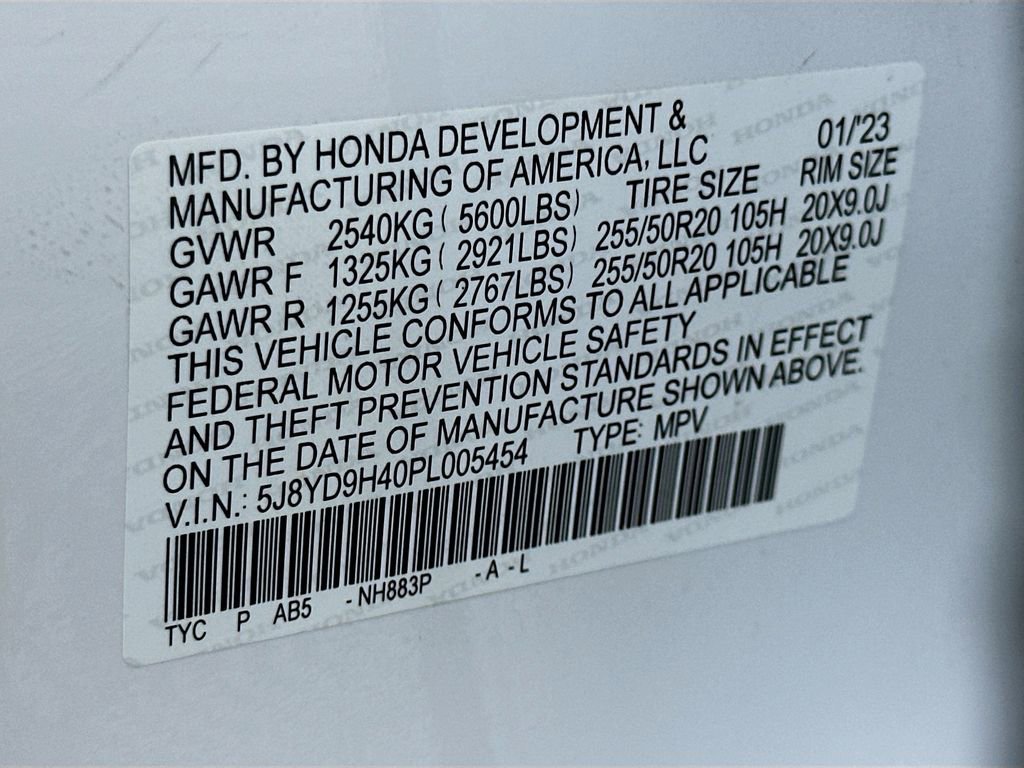 MFD. BY HONDA DEVELOPMENT &
MANUFACTURING OF AMERICA, LLC 01/'23
GVWR 2540KG ( 5600LBS) TIRE SIZE RIM SIZE
GAWR F 1325KG ( 2921LBS) 255/50R20 105H 20X9.0J
GAWR R 1255KG ( 2767LBS) 255/50R20 105H 20X9.0J
THIS VEHICLE CONFORMS TO ALL APPLICABLE
FEDERAL MOTOR VEHICLE SAFETY
AND THEFT PREVENTION STANDARDS IN EFFECT
ON THE DATE OF MANUFACTURE SHOWN ABOVE.
V.I.N.: 5J8YD9H40PL005454 TYPE: MPV
TYC P AB5 - NH883P - A - L